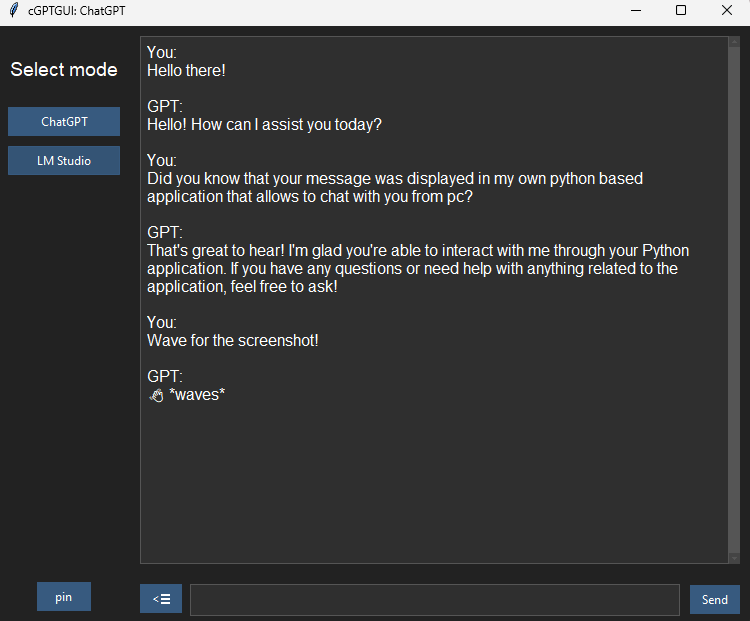 cGPTGUI: ChatGPT
Select mode
ChatGPT
LM Studio
You:
Hello there!
GPT:
Hello! How can I assist you today?
You:
Did you know that your message was displayed in my own python based
application that allows to chat with you from pc?
GPT:
That's great to hear! I'm glad you're able to interact with me through your Python
application. If you have any questions or need help with anything related to the
application, feel free to ask!
You:
Wave for the screenshot!
GPT:
👋 *waves*
pin
<☰
Send